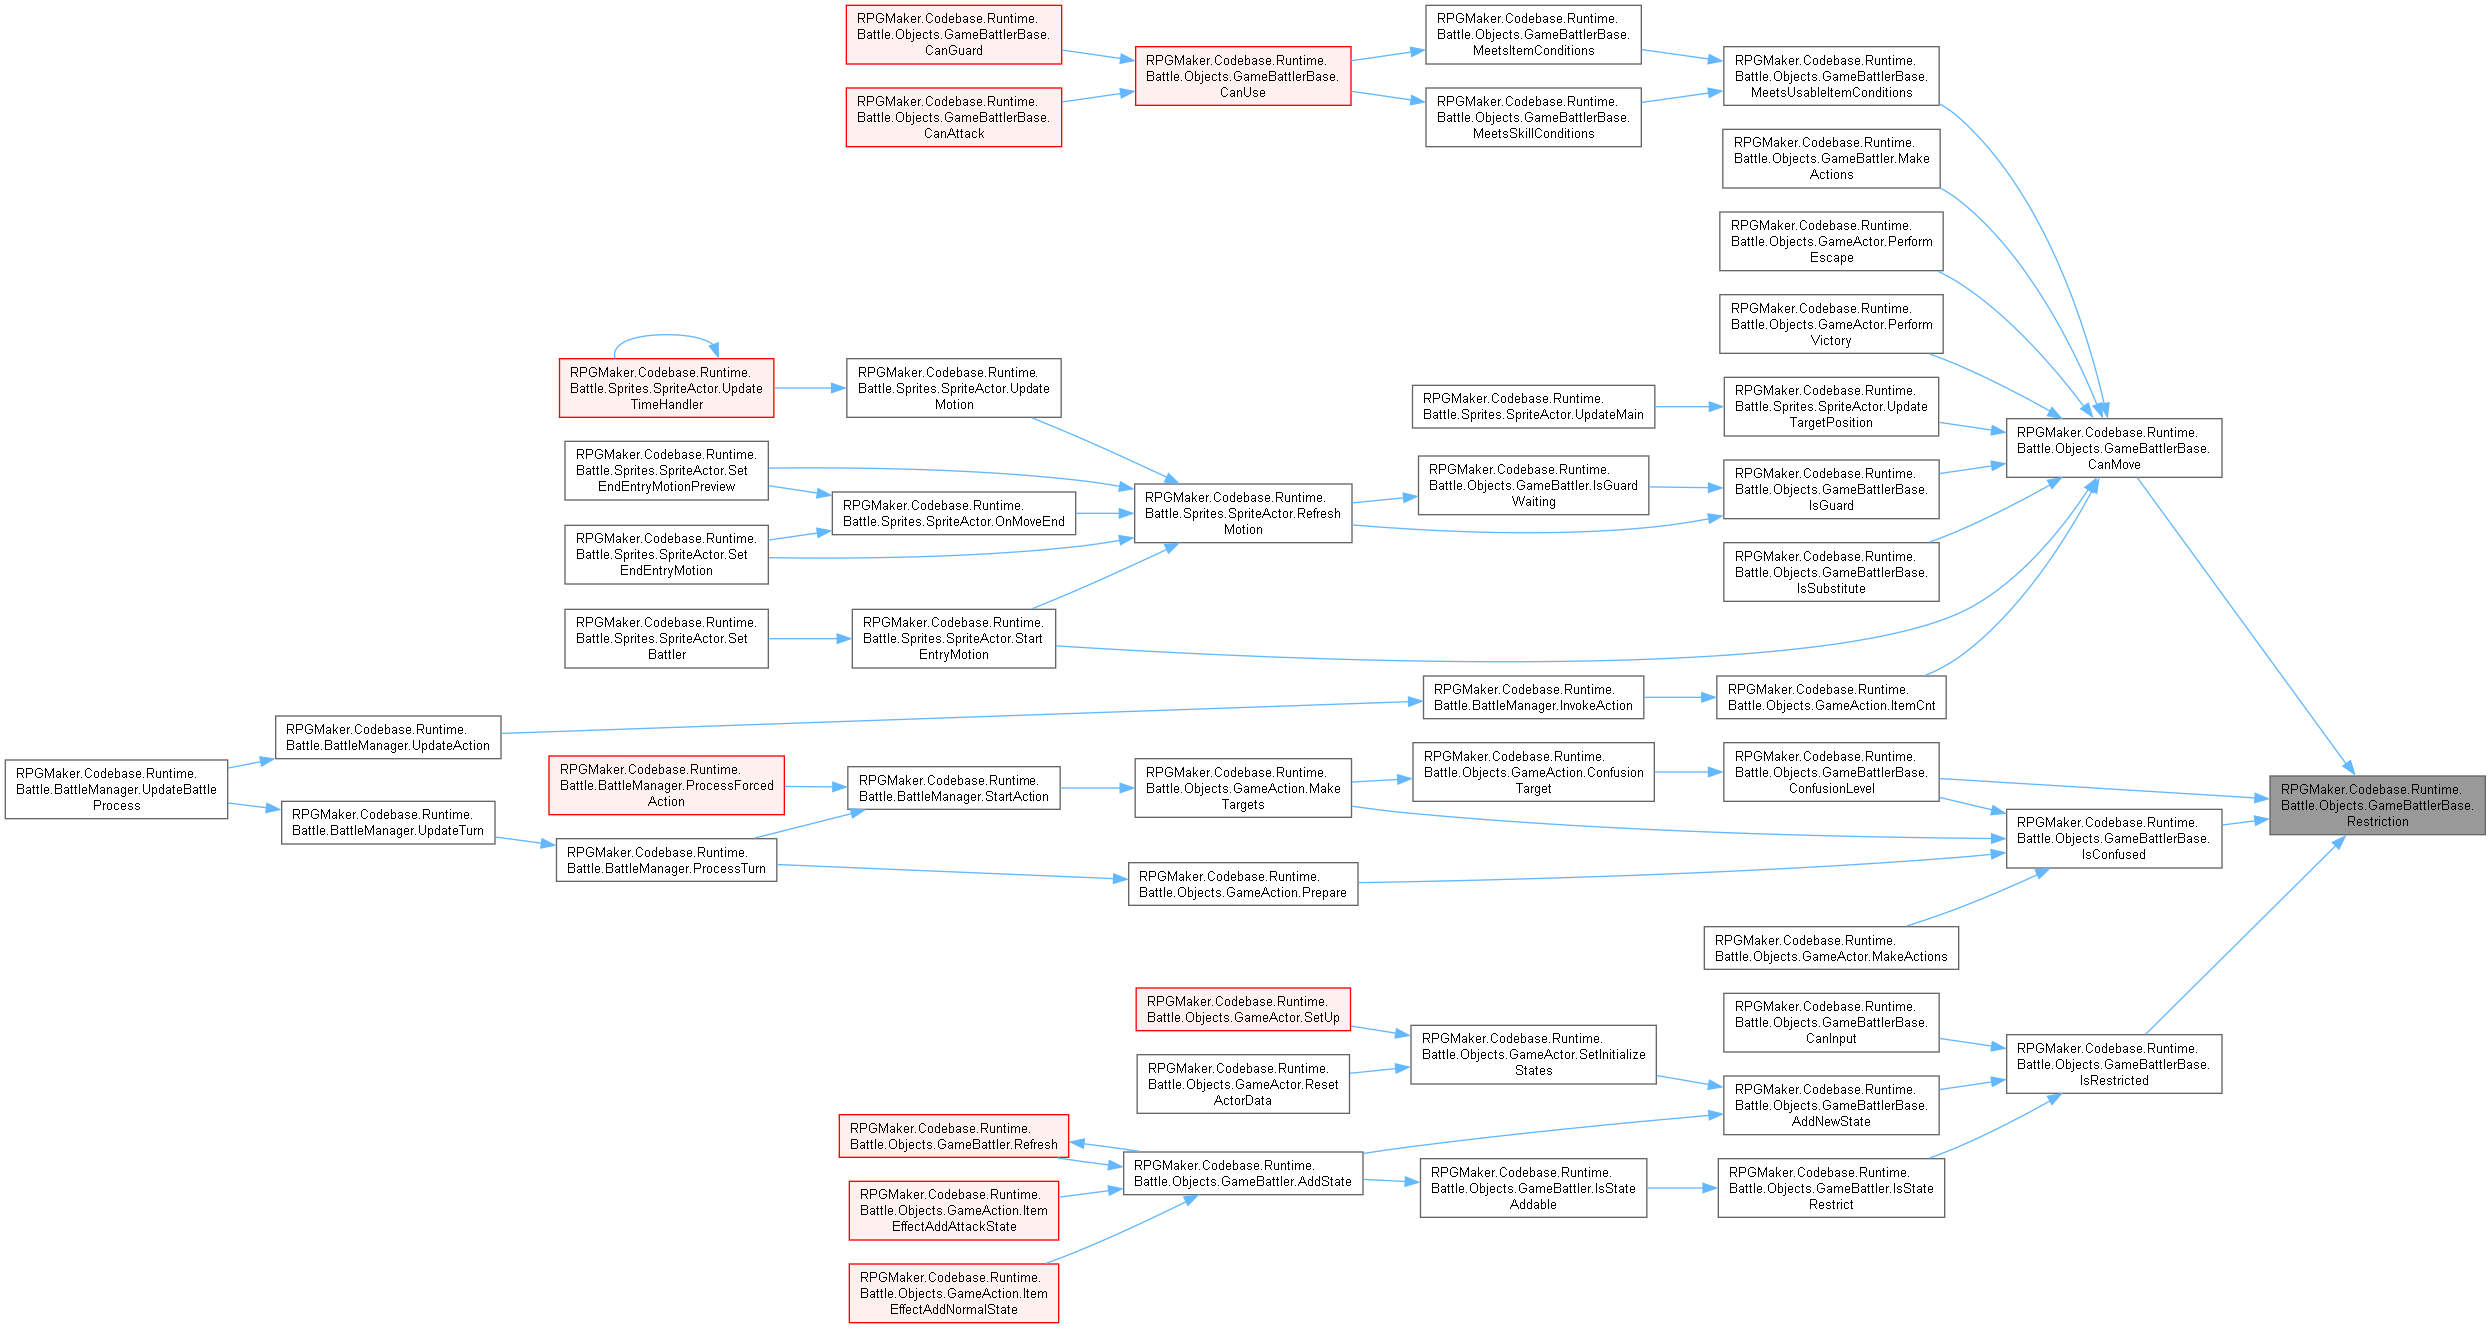 RPGMaker.Codebase.Runtime.
Battle.Objects.GameBattlerBase.
CanGuard
RPGMaker.Codebase.Runtime.
Battle.Objects.GameBattlerBase.
CanAttack
RPGMaker.Codebase.Runtime.
Battle.Objects.GameBattlerBase.
CanUse
RPGMaker.Codebase.Runtime.
Battle.Objects.GameBattlerBase.
MeetsItemConditions
RPGMaker.Codebase.Runtime.
Battle.Objects.GameBattlerBase.
MeetsSkillConditions
RPGMaker.Codebase.Runtime.
Battle.Objects.GameBattlerBase.
MeetsUsableItemConditions
RPGMaker.Codebase.Runtime.
Battle.Objects.GameBattler.Make
Actions
RPGMaker.Codebase.Runtime.
Battle.Objects.GameActor.Perform
Escape
RPGMaker.Codebase.Runtime.
Battle.Objects.GameActor.Perform
Victory
RPGMaker.Codebase.Runtime.
Battle.Sprites.SpriteActor.Update
TimeHandler
RPGMaker.Codebase.Runtime.
Battle.Sprites.SpriteActor.Update
Motion
RPGMaker.Codebase.Runtime.
Battle.Sprites.SpriteActor.UpdateMain
RPGMaker.Codebase.Runtime.
Battle.Sprites.SpriteActor.Update
TargetPosition
RPGMaker.Codebase.Runtime.
Battle.Objects.GameBattlerBase.
CanMove
RPGMaker.Codebase.Runtime.
Battle.Sprites.SpriteActor.Set
EndEntryMotionPreview
RPGMaker.Codebase.Runtime.
Battle.Sprites.SpriteActor.OnMoveEnd
RPGMaker.Codebase.Runtime.
Battle.Sprites.SpriteActor.Refresh
Motion
RPGMaker.Codebase.Runtime.
Battle.Objects.GameBattler.IsGuard
Waiting
RPGMaker.Codebase.Runtime.
Battle.Objects.GameBattlerBase.
IsGuard
RPGMaker.Codebase.Runtime.
Battle.Sprites.SpriteActor.Set
EndEntryMotion
RPGMaker.Codebase.Runtime.
Battle.Objects.GameBattlerBase.
IsSubstitute
RPGMaker.Codebase.Runtime.
Battle.Sprites.SpriteActor.Set
Battler
RPGMaker.Codebase.Runtime.
Battle.Sprites.SpriteActor.Start
EntryMotion
RPGMaker.Codebase.Runtime.
Battle.BattleManager.InvokeAction
RPGMaker.Codebase.Runtime.
Battle.Objects.GameAction.ItemCnt
RPGMaker.Codebase.Runtime.
Battle.BattleManager.UpdateAction
RPGMaker.Codebase.Runtime.
Battle.BattleManager.UpdateBattle
Process
RPGMaker.Codebase.Runtime.
Battle.BattleManager.UpdateTurn
RPGMaker.Codebase.Runtime.
Battle.BattleManager.ProcessForced
Action
RPGMaker.Codebase.Runtime.
Battle.BattleManager.StartAction
RPGMaker.Codebase.Runtime.
Battle.Objects.GameAction.Make
Targets
RPGMaker.Codebase.Runtime.
Battle.Objects.GameAction.Confusion
Target
RPGMaker.Codebase.Runtime.
Battle.Objects.GameBattlerBase.
ConfusionLevel
RPGMaker.Codebase.Runtime.
Battle.Objects.GameBattlerBase.
Restriction
RPGMaker.Codebase.Runtime.
Battle.Objects.GameBattlerBase.
IsConfused
RPGMaker.Codebase.Runtime.
Battle.BattleManager.ProcessTurn
RPGMaker.Codebase.Runtime.
Battle.Objects.GameAction.Prepare
RPGMaker.Codebase.Runtime.
Battle.Objects.GameActor.MakeActions
RPGMaker.Codebase.Runtime.
Battle.Objects.GameActor.SetUp
RPGMaker.Codebase.Runtime.
Battle.Objects.GameActor.SetInitialize
States
RPGMaker.Codebase.Runtime.
Battle.Objects.GameBattlerBase.
CanInput
RPGMaker.Codebase.Runtime.
Battle.Objects.GameBattlerBase.
IsRestricted
RPGMaker.Codebase.Runtime.
Battle.Objects.GameActor.Reset
ActorData
RPGMaker.Codebase.Runtime.
Battle.Objects.GameBattlerBase.
AddNewState
RPGMaker.Codebase.Runtime.
Battle.Objects.GameBattler.Refresh
RPGMaker.Codebase.Runtime.
Battle.Objects.GameBattler.AddState
RPGMaker.Codebase.Runtime.
Battle.Objects.GameBattler.IsState
Addable
RPGMaker.Codebase.Runtime.
Battle.Objects.GameBattler.IsState
Restrict
RPGMaker.Codebase.Runtime.
Battle.Objects.GameAction.Item
EffectAddAttackState
RPGMaker.Codebase.Runtime.
Battle.Objects.GameAction.Item
EffectAddNormalState